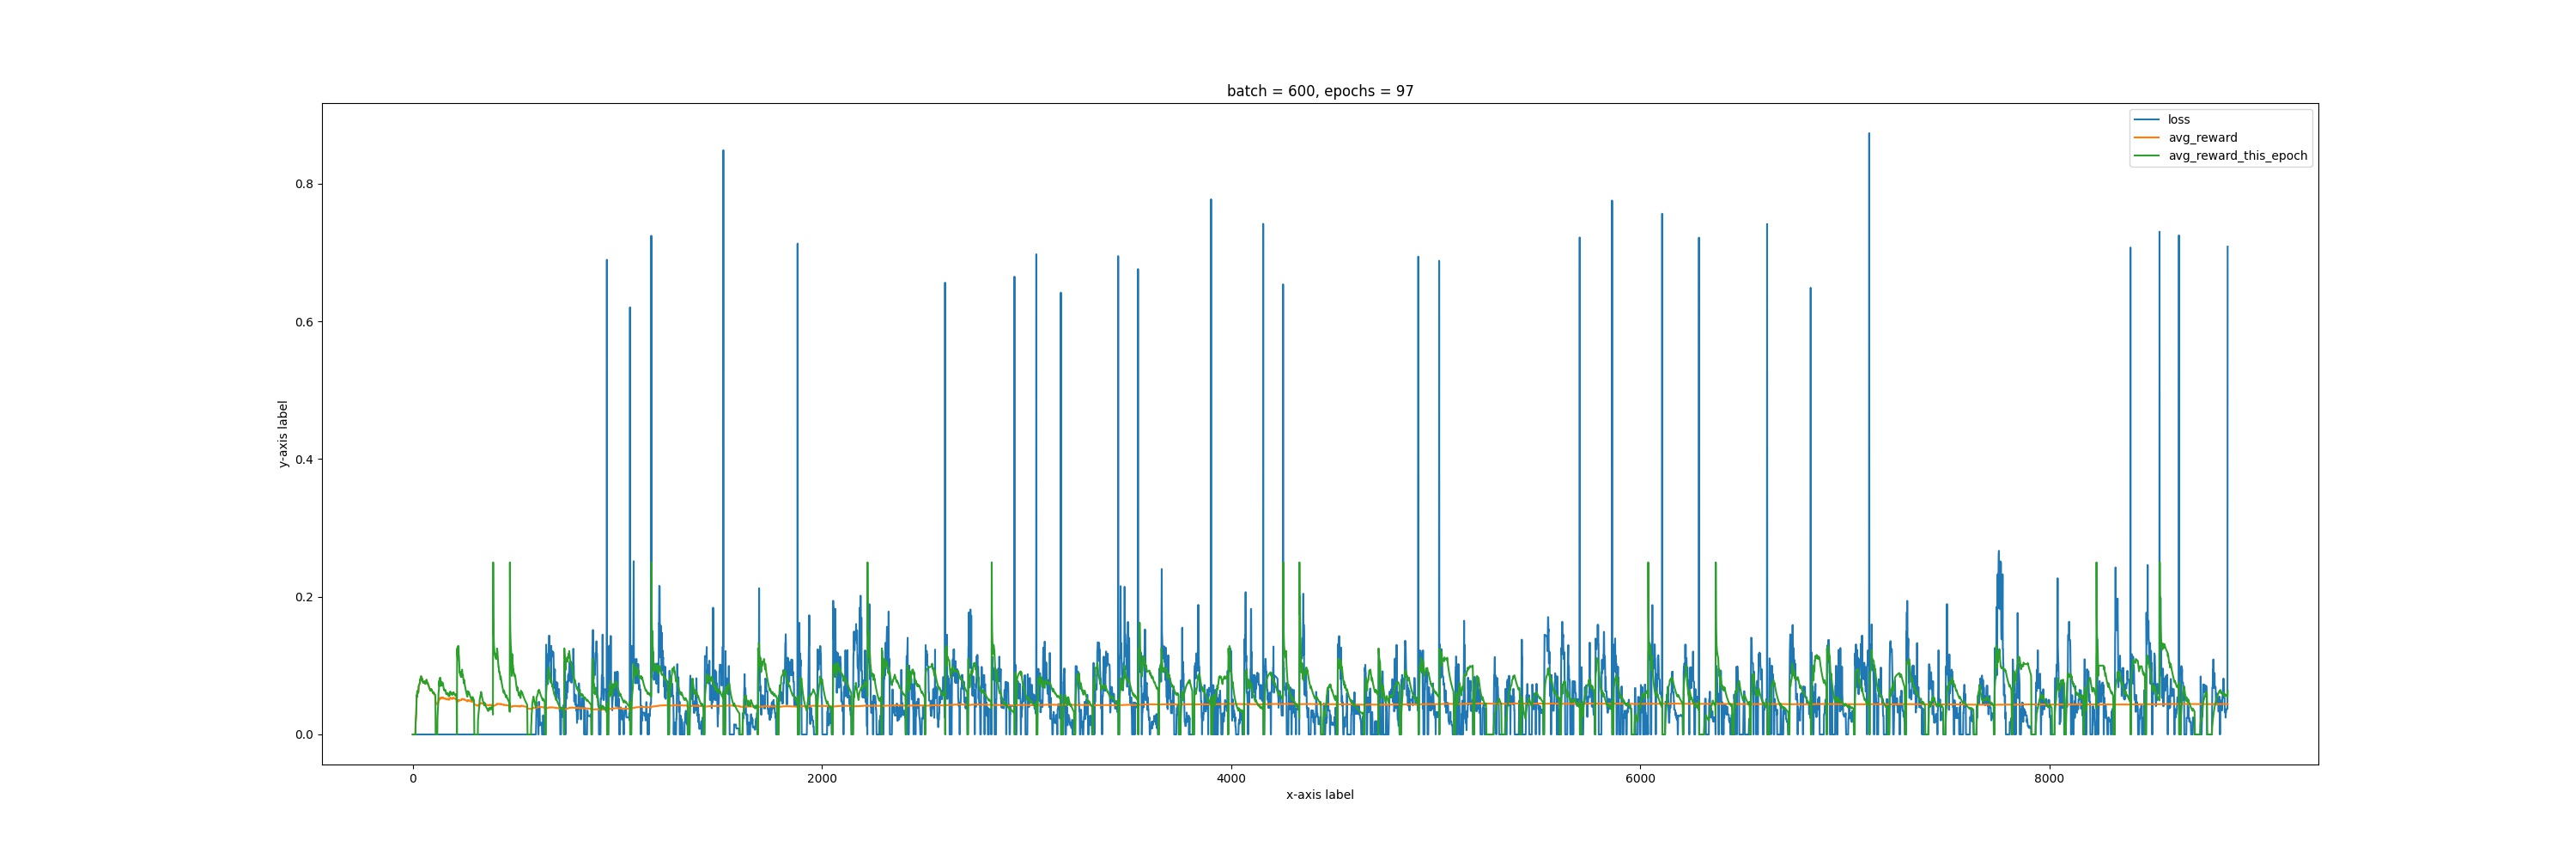 batch = 600, epochs = 97
loss
avg_reward
avg_reward_this_epoch
0.8
0.6
0.4
0.2
0.0
y-axis label
0 2000 4000 6000 8000
x-axis label